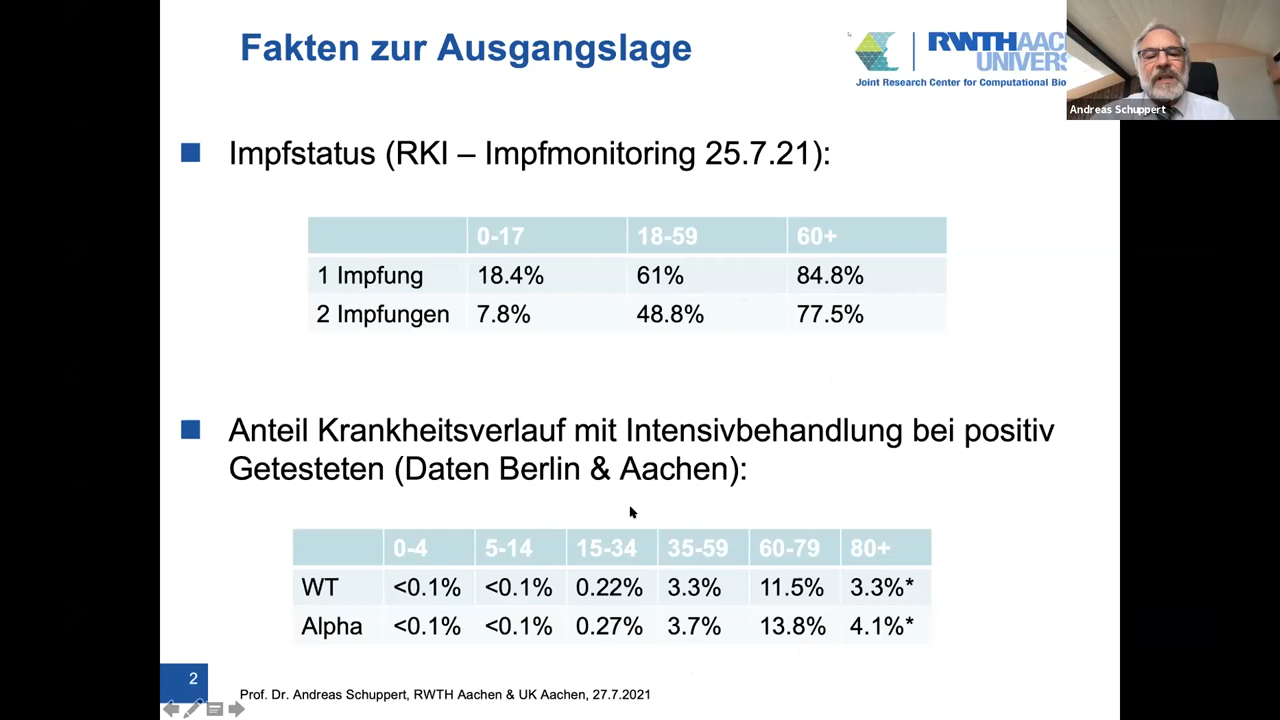 Fakten zur Ausgangslage
RWTHAAC
UNIVERS
Joint Research Center for Computational Bio
Andreas Schuppert
Impfstatus (RKI – Impfmonitoring 25.7.21):
0-17 18-59 60+
1 Impfung 18.4% 61% 84.8%
2 Impfungen 7.8% 48.8% 77.5%
Anteil Krankheitsverlauf mit Intensivbehandlung bei positiv
Getesteten (Daten Berlin & Aachen):
0-4 5-14 15-34 35-59 60-79 80+
WT <0.1% <0.1% 0.22% 3.3% 11.5% 3.3%*
Alpha <0.1% <0.1% 0.27% 3.7% 13.8% 4.1%*
2
Prof. Dr. Andreas Schuppert, RWTH Aachen & UK Aachen, 27.7.2021